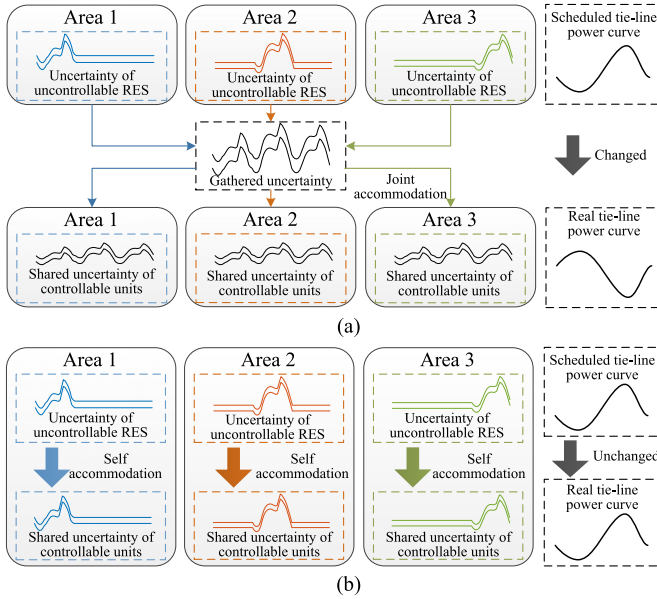 Area 1
Uncertainty of
uncontrollable RES
Area 2
Uncertainty of
uncontrollable RES
Area 3
Uncertainty of
uncontrollable RES
Scheduled tie-line
power curve
Gathered uncertainty
Joint
accommodation
Changed
Area 1
Shared uncertainty of
controllable units
Area 2
Shared uncertainty of
controllable units
Area 3
Shared uncertainty of
controllable units
Real tie-line
power curve
(a)
Area 1
Uncertainty of
uncontrollable RES
Self
accommodation
Shared uncertainty of
controllable units
Area 2
Uncertainty of
uncontrollable RES
Self
accommodation
Shared uncertainty of
controllable units
Area 3
Uncertainty of
uncontrollable RES
Self
accommodation
Shared uncertainty of
controllable units
Scheduled tie-line
power curve
Unchanged
Real tie-line
power curve
(b)